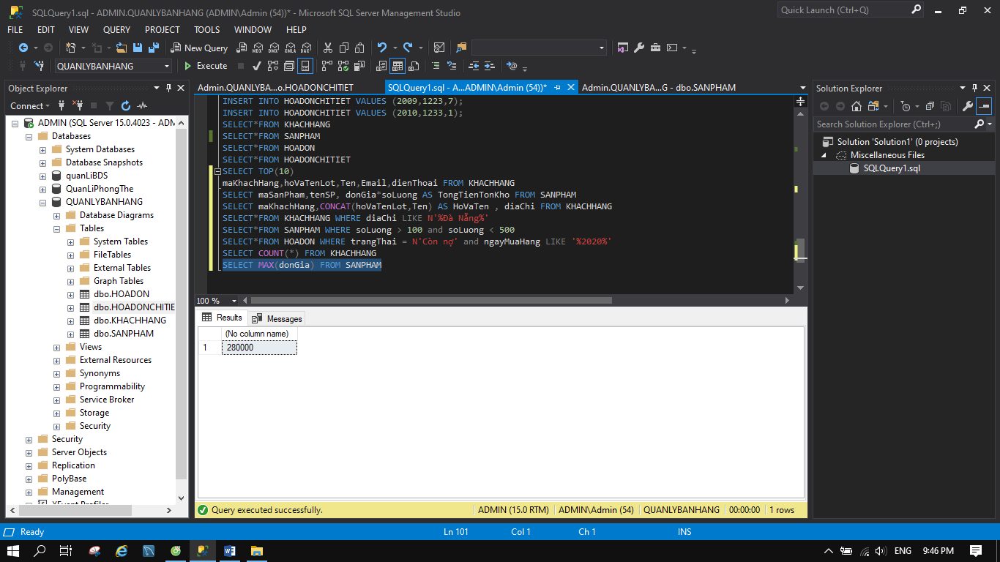 SQLQuery1.sql - ADMIN.QUANLYBANHANG (ADMIN\Admin (54))* - Microsoft SQL Server Management Studio
Quick Launch (Ctrl+Q)
FILE EDIT VIEW QUERY PROJECT TOOLS WINDOW HELP
New Query
MDX DMX XMLA DAX
QUANLYBANHANG
Execute
Object Explorer
Connect
ADMIN (SQL Server 15.0.4023 - ADM
Databases
System Databases
Database Snapshots
quanLiBDS
QuanLiPhongThe
QUANLYBANHANG
Database Diagrams
Tables
System Tables
FileTables
External Tables
Graph Tables
dbo.HOADON
dbo.HOADONCHITIE
dbo.KHACHHANG
dbo.SANPHAM
Views
External Resources
Synonyms
Programmability
Service Broker
Storage
Security
Security
Server Objects
Replication
PolyBase
Management
XEvent Profiler
Admin.QUANLYBA...o.HOADONCHITIET
SQLQuery1.sql - A...ADMIN\Admin (54))*
Admin.QUANLYBA...G - dbo.SANPHAM
INSERT INTO HOADONCHITIET VALUES (2009,1223,7);
INSERT INTO HOADONCHITIET VALUES (2010,1233,1);
SELECT*FROM KHACHHANG
SELECT*FROM SANPHAM
SELECT*FROM HOADON
SELECT*FROM HOADONCHITIET
SELECT TOP(10)
maKhachHang,hoVaTenLot,Ten,Email,dienThoai FROM KHACHHANG
SELECT maSanPham,tenSP, donGia*soLuong AS TongTienTonKho FROM SANPHAM
SELECT maKhachHang,CONCAT(hoVaTenLot,Ten) AS HoVaTen , diaChi FROM KHACHHANG
SELECT*FROM KHACHHANG WHERE diaChi LIKE N'%Đà Nẵng%'
SELECT*FROM SANPHAM WHERE soLuong > 100 and soLuong < 500
SELECT*FROM HOADON WHERE trangThai = N'Còn nợ' and ngayMuaHang LIKE '%2020%'
SELECT COUNT(*) FROM KHACHHANG
SELECT MAX(donGia) FROM SANPHAM
100 %
Results Messages
(No column name)
1 280000
Query executed successfully.
ADMIN (15.0 RTM) ADMIN\Admin (54) QUANLYBANHANG 00:00:00 1 rows
Solution Explorer
Search Solution Explorer (Ctrl+;)
Solution 'Solution1' (0 projects)
Miscellaneous Files
SQLQuery1.sql
Ready Ln 101 Col 1 Ch 1 INS
ENG 9:46 PM